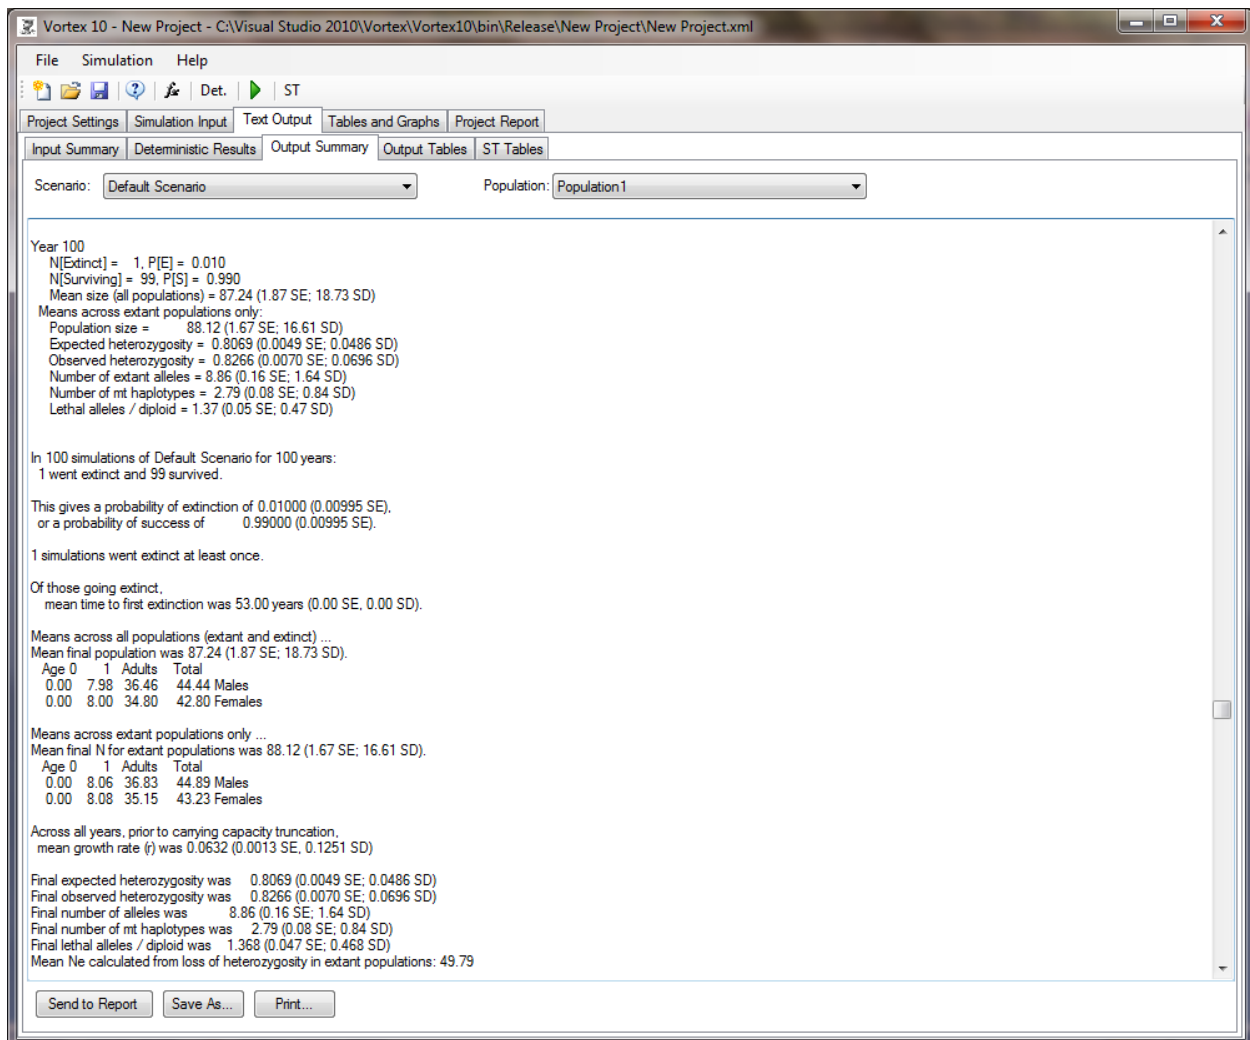 Vortex 10 - New Project - C:\Visual Studio 2010\Vortex\Vortex10\bin\Release\New Project\New Project.xml
File Simulation Help
Det. ST
Project Settings Simulation Input Text Output Tables and Graphs Project Report
Input Summary Deterministic Results Output Summary Output Tables ST Tables
Scenario: Default Scenario Population: Population1
Year 100
N[Extinct] = 1, P[E] = 0.010
N[Surviving] = 99, P[S] = 0.990
Mean size (all populations) = 87.24 (1.87 SE; 18.73 SD)
Means across extant populations only:
Population size = 88.12 (1.67 SE; 16.61 SD)
Expected heterozygosity = 0.8069 (0.0049 SE; 0.0486 SD)
Observed heterozygosity = 0.8266 (0.0070 SE; 0.0696 SD)
Number of extant alleles = 8.86 (0.16 SE; 1.64 SD)
Number of mt haplotypes = 2.79 (0.08 SE; 0.84 SD)
Lethal alleles / diploid = 1.37 (0.05 SE; 0.47 SD)
In 100 simulations of Default Scenario for 100 years:
1 went extinct and 99 survived.
This gives a probability of extinction of 0.01000 (0.00995 SE),
or a probability of success of 0.99000 (0.00995 SE).
1 simulations went extinct at least once.
Of those going extinct,
mean time to first extinction was 53.00 years (0.00 SE, 0.00 SD).
Means across all populations (extant and extinct) ...
Mean final population was 87.24 (1.87 SE; 18.73 SD).
Age 0 1 Adults Total
0.00 7.98 36.46 44.44 Males
0.00 8.00 34.80 42.80 Females
Means across extant populations only ...
Mean final N for extant populations was 88.12 (1.67 SE; 16.61 SD).
Age 0 1 Adults Total
0.00 8.06 36.83 44.89 Males
0.00 8.08 35.15 43.23 Females
Across all years, prior to carrying capacity truncation,
mean growth rate (r) was 0.0632 (0.0013 SE, 0.1251 SD)
Final expected heterozygosity was 0.8069 (0.0049 SE; 0.0486 SD)
Final observed heterozygosity was 0.8266 (0.0070 SE; 0.0696 SD)
Final number of alleles was 8.86 (0.16 SE; 1.64 SD)
Final number of mt haplotypes was 2.79 (0.08 SE; 0.84 SD)
Final lethal alleles / diploid was 1.368 (0.047 SE; 0.468 SD)
Mean Ne calculated from loss of heterozygosity in extant populations: 49.79
Send to Report Save As... Print...